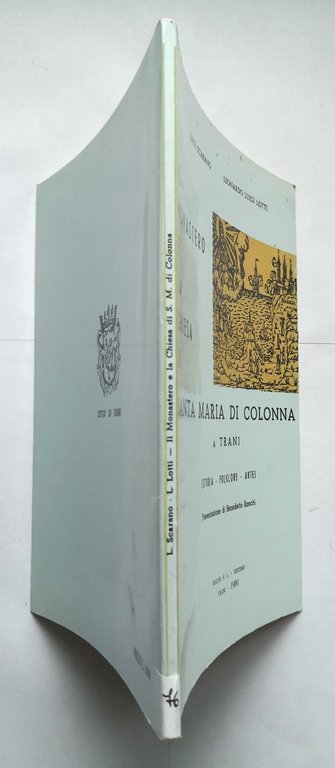 LEONARDO LUIGI LOTTI
SANTA MARIA DI COLONNA
A TRANI
(STORIA - FOLKLORE - ARTE)
Presentazione di Benedetto Ronchi
TRANI - 1980
L. Scarano - L. Lotti — Il Monastero e la Chiesa di S. M. di Colonna
CITTA' DI TRANI